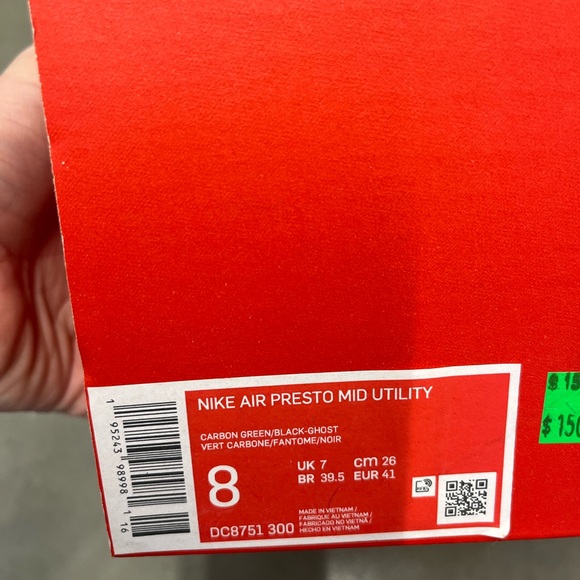 NIKE AIR PRESTO MID UTILITY
CARBON GREEN/BLACK-GHOST
VERT CARBONE/FANTOME/NOIR
8
UK 7 cm 26
BR 39.5 EUR 41
DC8751 300
MADE IN VIETNAM /
FABRIQUE AU VIETNAM /
FABRICADO NO VIETNÃ /
HECHO EN VIETNAM
1 95243 98998 1 16
$ 15
$ 150